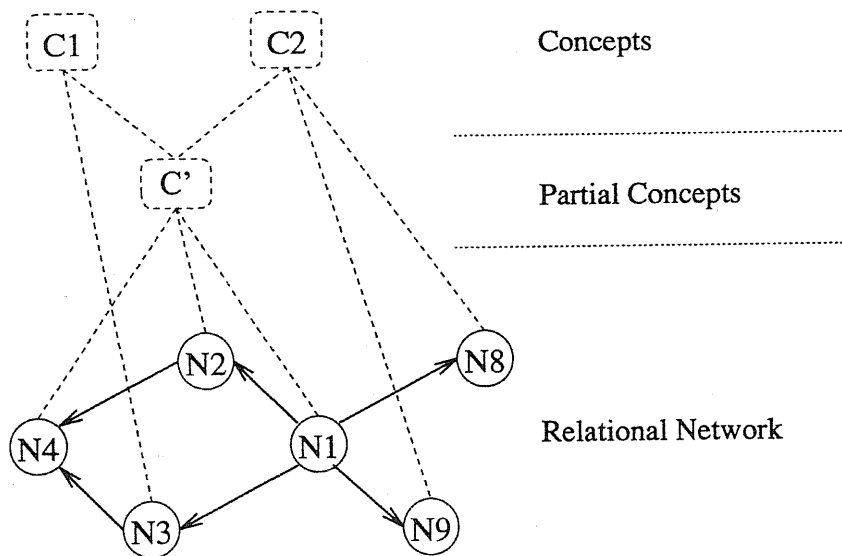 C1
C2
Concepts
C'
Partial Concepts
N2
N8
N4
N1
Relational Network
N3
N9